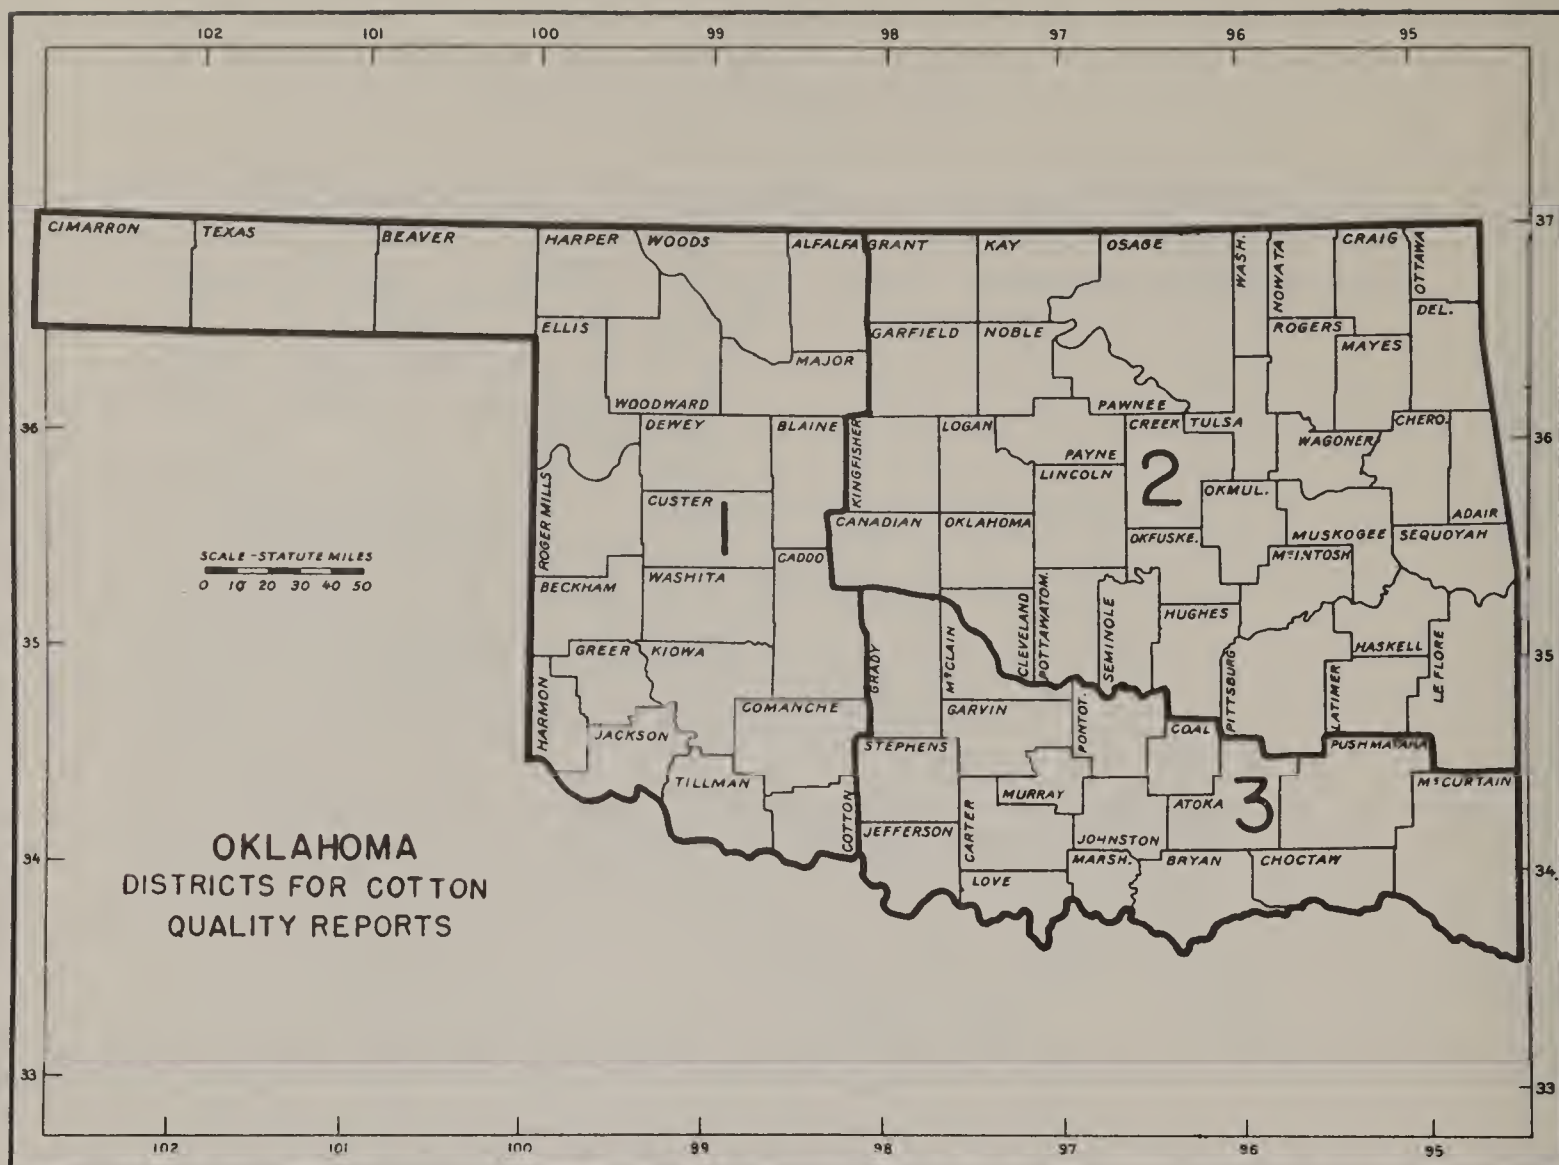 102 101 100 99 98 97 96 95
37
CIMARRON TEXAS BEAVER HARPER WOODS ALFALFA GRANT KAY OSAGE WASH. NOWATA CRAIG OTTAWA
DEL.
ELLIS GARFIELD NOBLE ROGERS
MAJOR MAYES
WOODWARD PAWNEE
36 36
DEWEY BLAINE KINGFISHER LOGAN CREEK TULSA CHERO.
WAGONER
PAYNE
LINCOLN
2
ROGER MILLS CUSTER OKMUL.
1
CANADIAN OKLAHOMA ADAIR
OKFUSKE. MUSKOGEE SEQUOYAH
CADDO McINTOSH
SCALE - STATUTE MILES
0 10 20 30 40 50
BECKHAM WASHITA
CLEVELAND POTTAWATOM. SEMINOLE HUGHES
35 35
GREER KIOWA GRADY McCLAIN PITTSBURG LATIMER HASKELL LE FLORE
HARMON COMANCHE GARVIN PONTOT. COAL
JACKSON STEPHENS PUSHMATAHA
TILLMAN McCURTAIN
MURRAY ATOKA 3
COTTON JEFFERSON CARTER JOHNSTON
34 34.
MARSH. BRYAN CHOCTAW
LOVE
OKLAHOMA
DISTRICTS FOR COTTON
QUALITY REPORTS
33 33
102 101 100 99 98 97 96 95